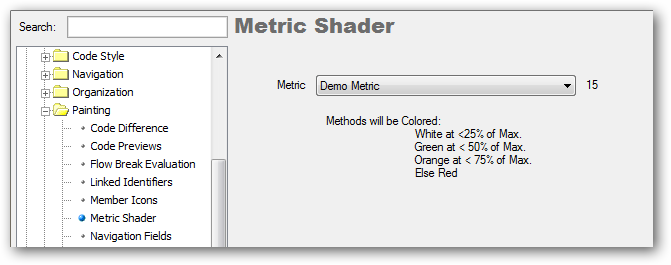 Search:
Metric Shader
Code Style
Navigation
Organization
Painting
Code Difference
Code Previews
Flow Break Evaluation
Linked Identifiers
Member Icons
Metric Shader
Navigation Fields
Metric Demo Metric 15
Methods will be Colored:
White at <25% of Max.
Green at < 50% of Max.
Orange at < 75% of Max.
Else Red